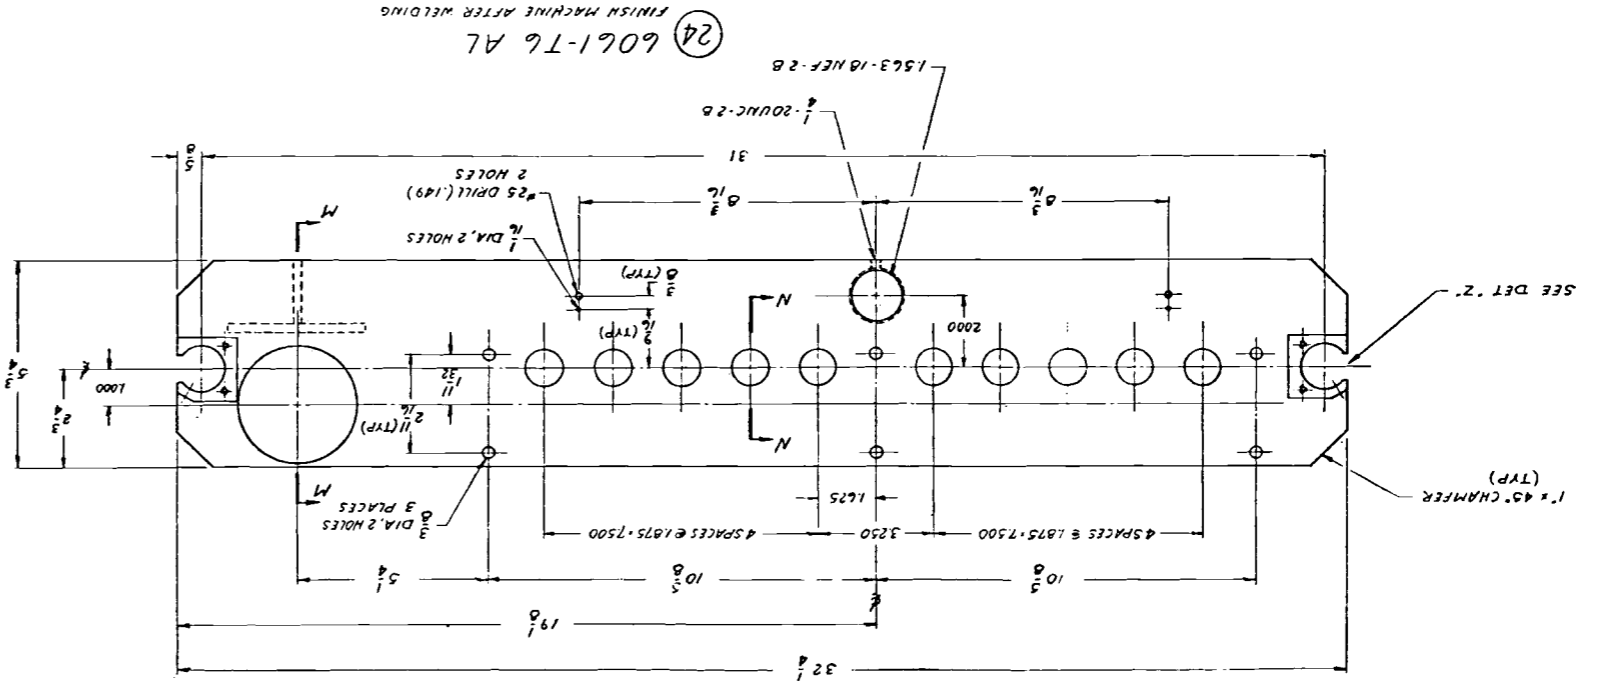 32 1/4
19 1/8
10 5/8
10 5/8
5 1/4
4 SPACES @ 1.875=7.500
3.250
4 SPACES @ 1.875=7.500
1" x 45° CHAMFER
(TYP)
1.625
3/8 DIA, 2 HOLES
3 PLACES
M
N
2 11/16 (TYP)
1 11/32
5 3/4
2 3/4
1.000
SEE DET "Z"
2.000
N
9/16 (TYP)
3/8 (TYP)
M
1/16 DIA, 2 HOLES
#25 DRILL (.149)
2 HOLES
8 3/16
8 3/16
31
5/8
1/4-20UNC-2B
1.563-18NEF-2B
24
6061-T6 AL
FINISH MACHINE AFTER WELDING